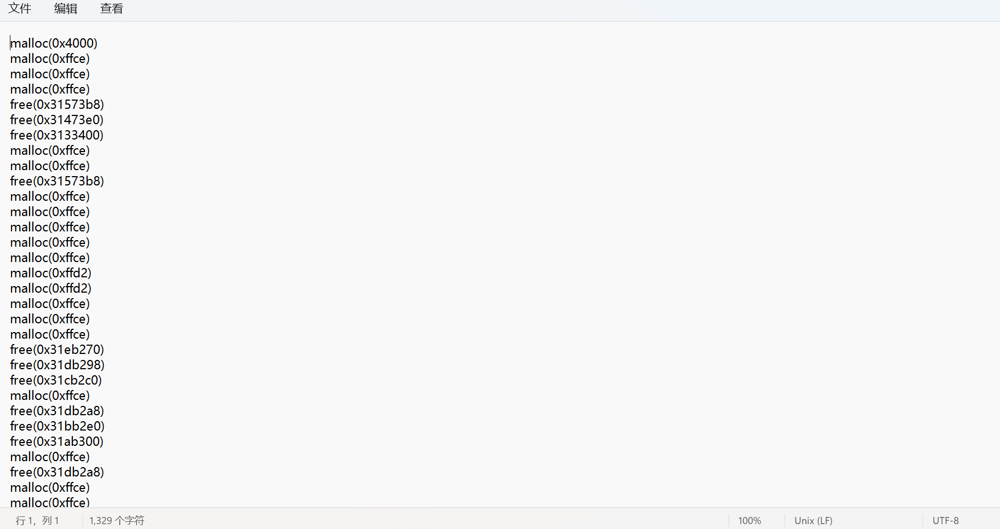 文件 编辑 查看
malloc(0x4000)
malloc(0xffce)
malloc(0xffce)
malloc(0xffce)
free(0x31573b8)
free(0x31473e0)
free(0x3133400)
malloc(0xffce)
malloc(0xffce)
free(0x31573b8)
malloc(0xffce)
malloc(0xffce)
malloc(0xffce)
malloc(0xffce)
malloc(0xffce)
malloc(0xffd2)
malloc(0xffd2)
malloc(0xffce)
malloc(0xffce)
malloc(0xffce)
free(0x31eb270)
free(0x31db298)
free(0x31cb2c0)
malloc(0xffce)
free(0x31db2a8)
free(0x31bb2e0)
free(0x31ab300)
malloc(0xffce)
free(0x31db2a8)
malloc(0xffce)
malloc(0xffce)
行 1，列 1 1,329 个字符 100% Unix (LF) UTF-8